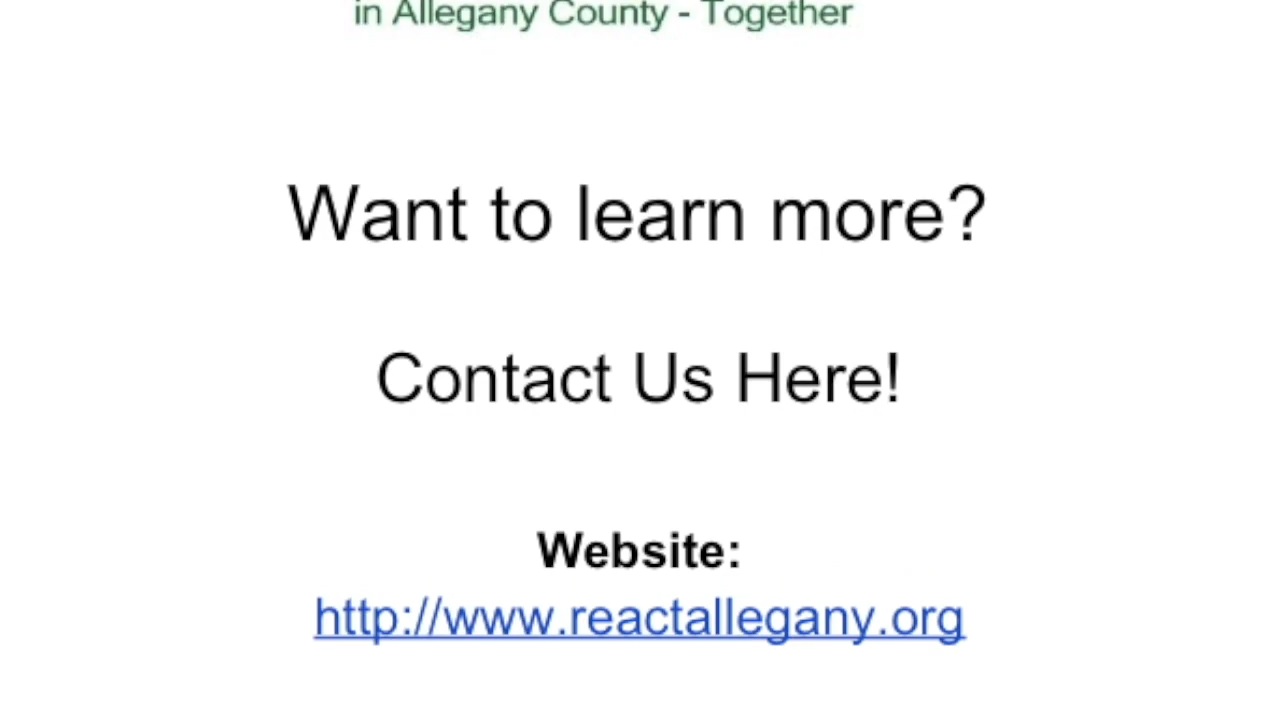 in Allegany County - Together
Want to learn more?
Contact Us Here!
Website:
http://www.reactallegany.org